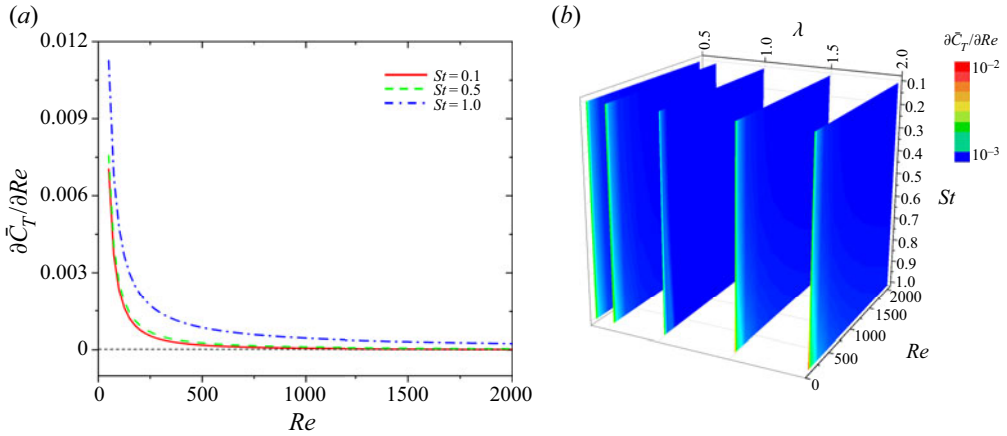 (a)
0.012
0.009
0.006
0.003
0
∂C̄_T/∂Re
0
500
1000
1500
2000
Re
St = 0.1
St = 0.5
St = 1.0
(b)
λ
0.5
1.0
1.5
2.0
∂C̄_T/∂Re
10⁻²
10⁻³
0.1
0.2
0.3
0.4
0.5
0.6
0.7
0.8
0.9
1.0
St
2000
1500
1000
500
0
Re